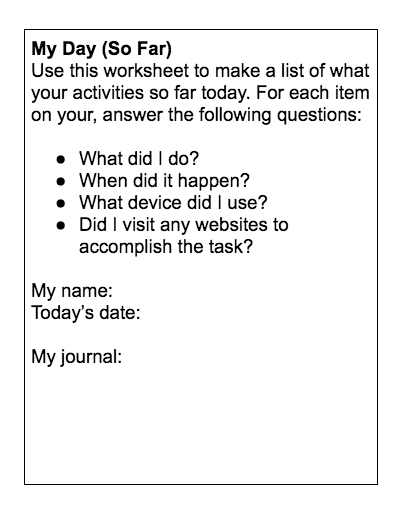 My Day (So Far)
Use this worksheet to make a list of what
your activities so far today. For each item
on your, answer the following questions:
● What did I do?
● When did it happen?
● What device did I use?
● Did I visit any websites to
accomplish the task?
My name:
Today’s date:
My journal: